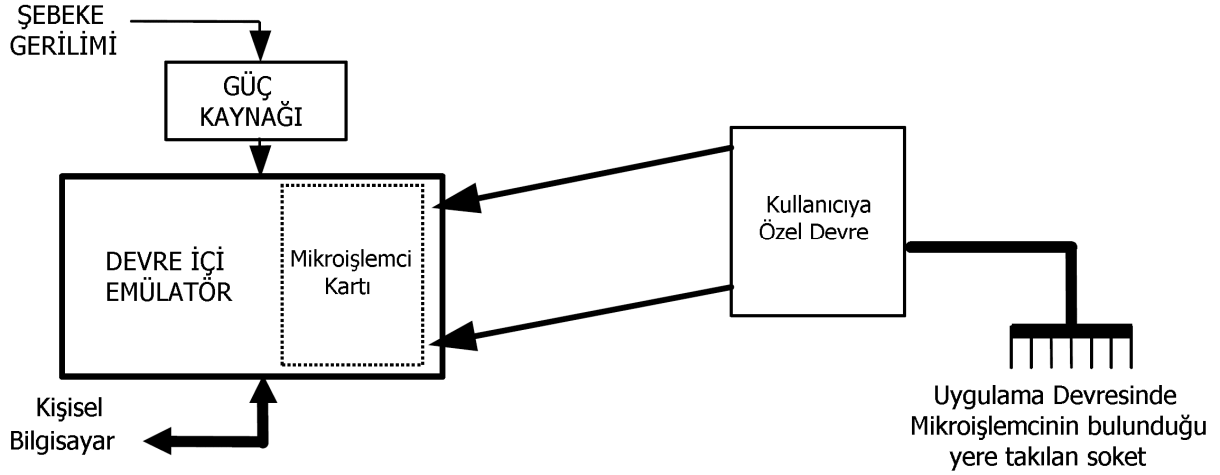 ŞEBEKE
GERİLİMİ
GÜÇ
KAYNAĞI
DEVRE İÇİ
EMÜLATÖR
Mikroişlemci
Kartı
Kullanıcıya
Özel Devre
Kişisel
Bilgisayar
Uygulama Devresinde
Mikroişlemcinin bulunduğu
yere takılan soket